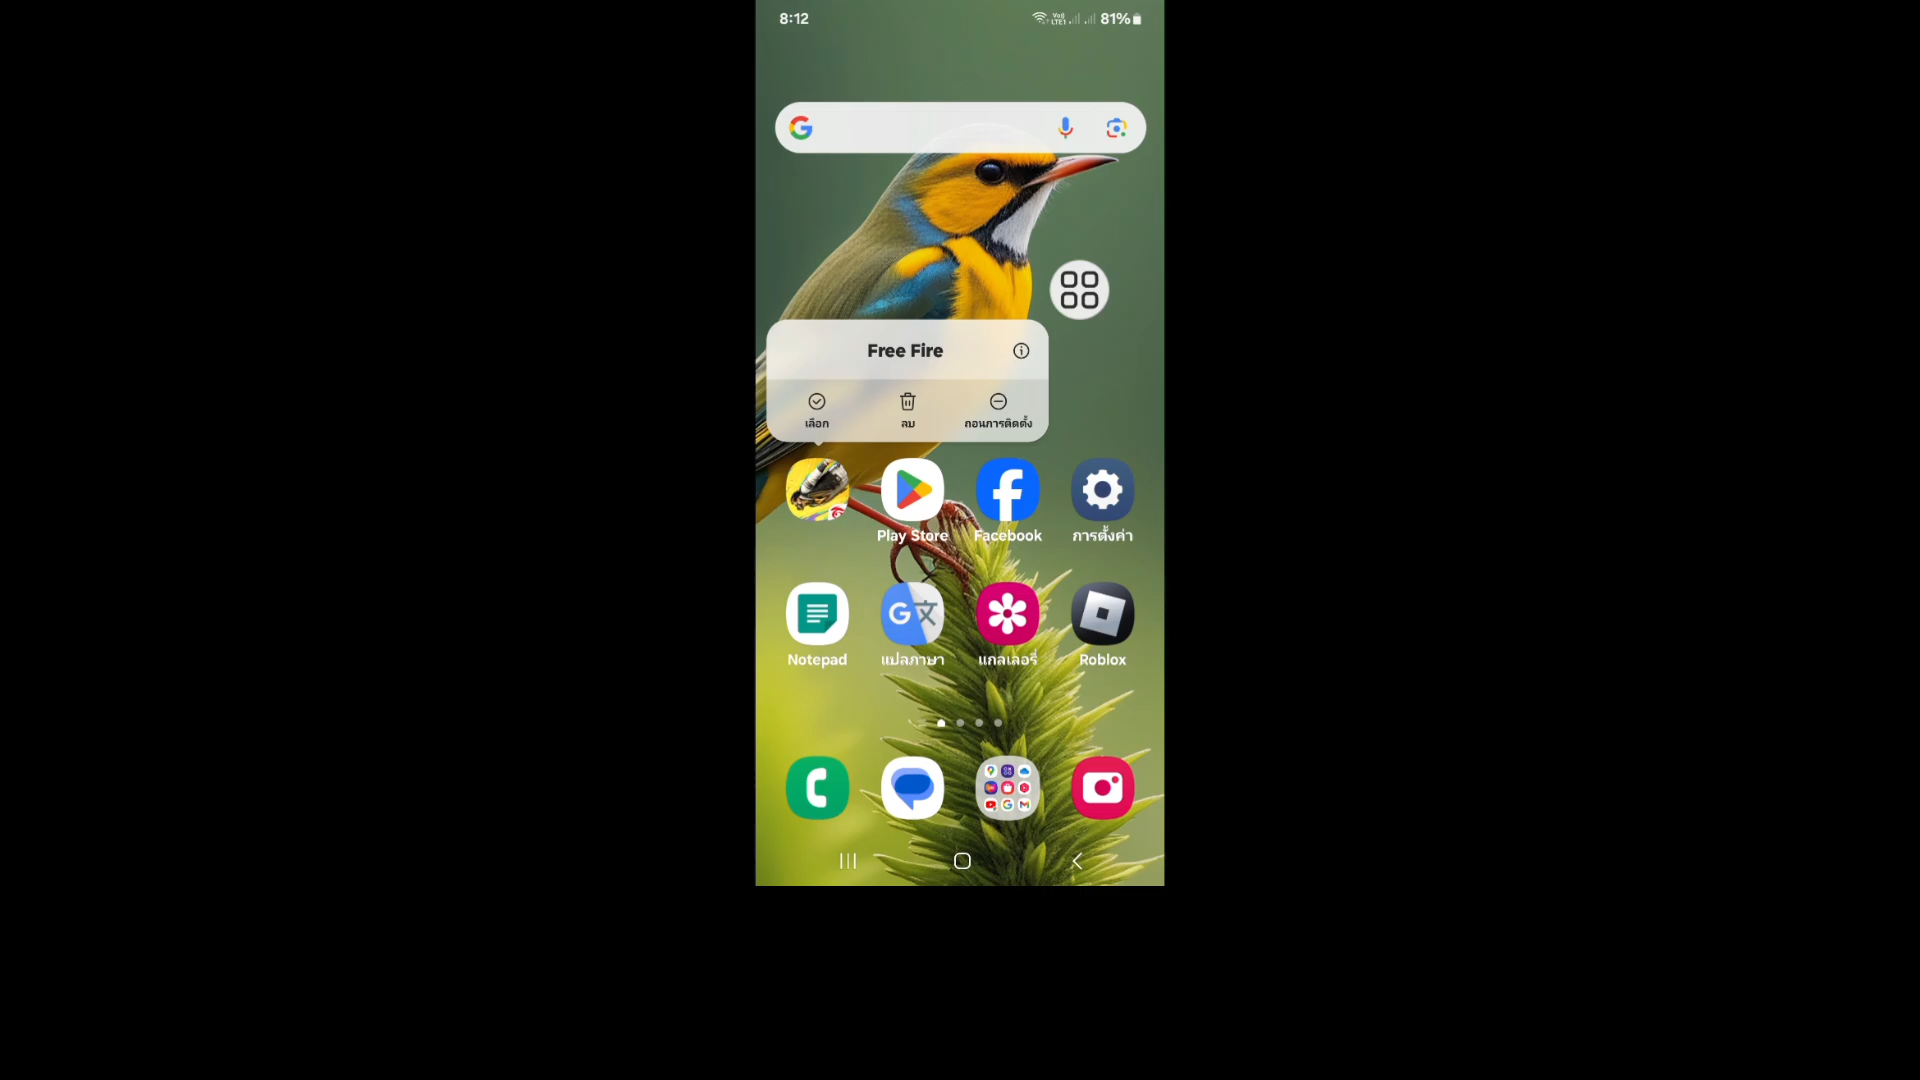 8:12
81%
Free Fire
เลือก
ลบ
ถอนการติดตั้ง
Play Store
Facebook
การตั้งค่า
Notepad
แปลภาษา
แกลเลอรี่
Roblox